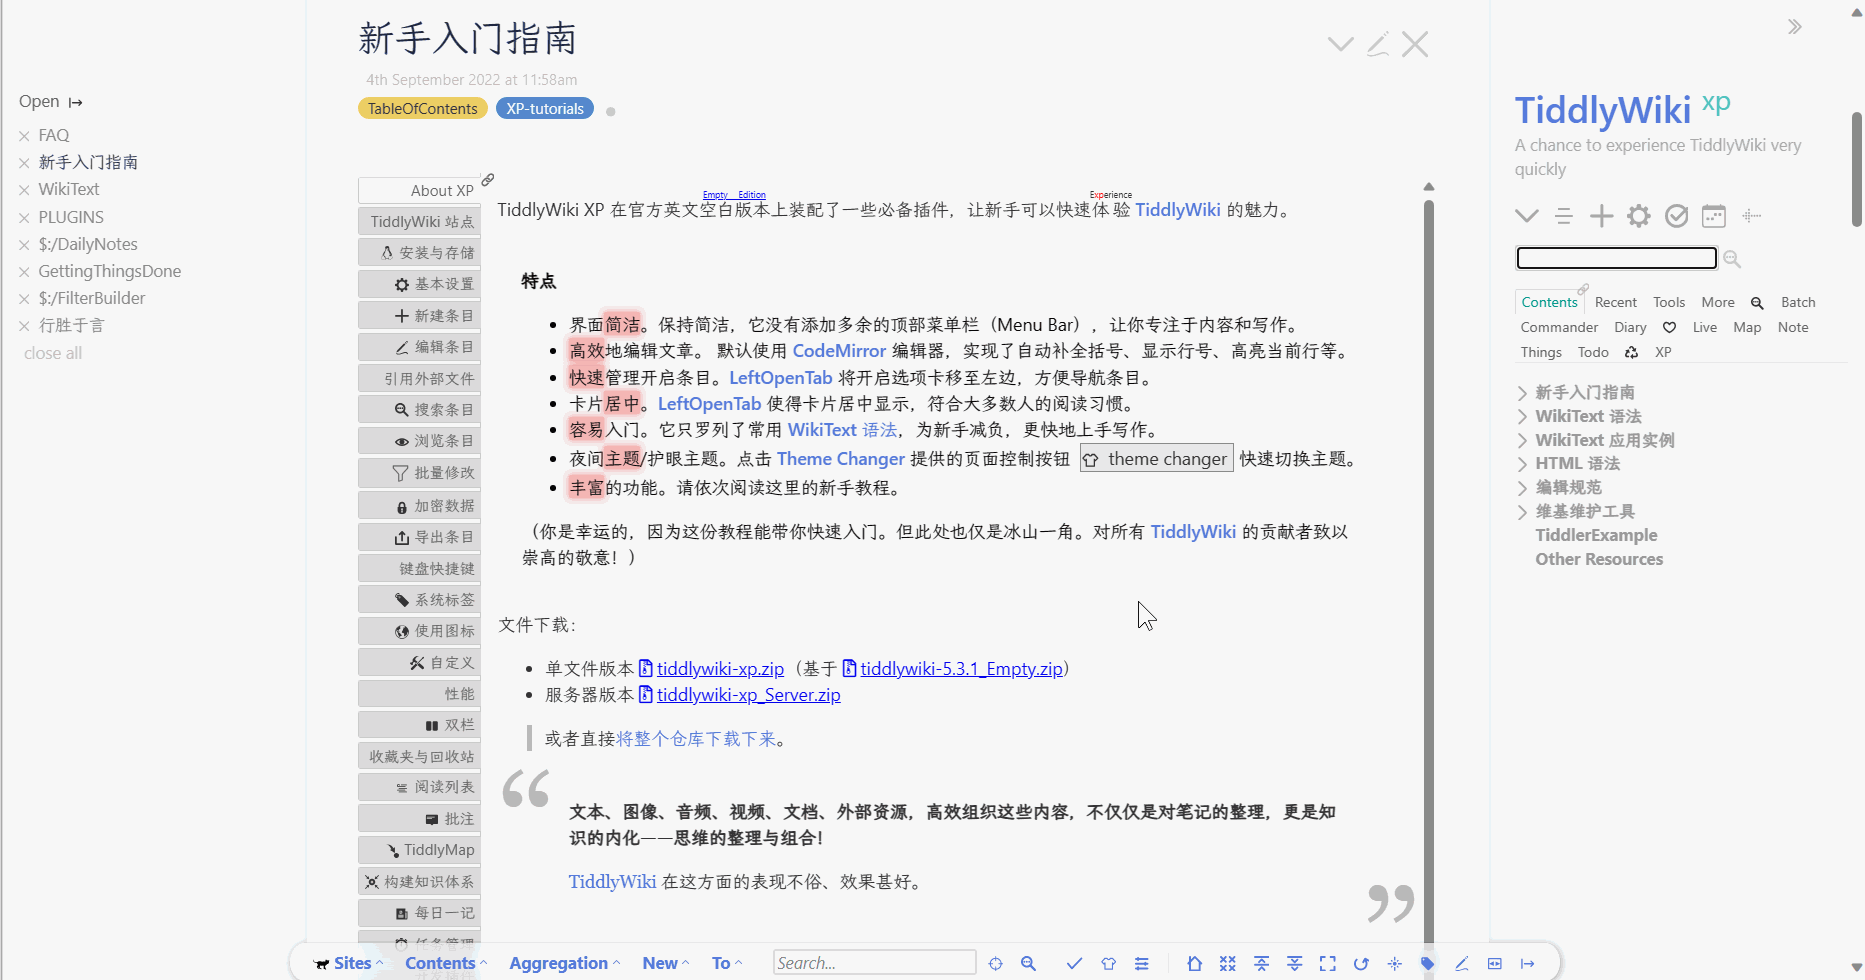 Open
FAQ
新手入门指南
WikiText
PLUGINS
$:/DailyNotes
GettingThingsDone
$:/FilterBuilder
行胜于言
close all
新手入门指南
4th September 2022 at 11:58am
TableOfContents XP-tutorials
About XP
TiddlyWiki 站点
安装与存储
基本设置
新建条目
编辑条目
引用外部文件
搜索条目
浏览条目
批量修改
加密数据
导出条目
键盘快捷键
系统标签
使用图标
自定义
性能
双栏
收藏夹与回收站
阅读列表
批注
TiddlyMap
构建知识体系
每日一记
任务管理
Empty Edition Experience
TiddlyWiki XP 在官方英文空白版本上装配了一些必备插件，让新手可以快速体验 TiddlyWiki 的魅力。
特点
界面简洁。保持简洁，它没有添加多余的顶部菜单栏（Menu Bar），让你专注于内容和写作。
高效地编辑文章。 默认使用 CodeMirror 编辑器，实现了自动补全括号、显示行号、高亮当前行等。
快速管理开启条目。LeftOpenTab 将开启选项卡移至左边，方便导航条目。
卡片居中。LeftOpenTab 使得卡片居中显示，符合大多数人的阅读习惯。
容易入门。它只罗列了常用 WikiText 语法，为新手减负，更快地上手写作。
夜间主题/护眼主题。点击 Theme Changer 提供的页面控制按钮 theme changer 快速切换主题。
丰富的功能。请依次阅读这里的新手教程。
（你是幸运的，因为这份教程能带你快速入门。但此处也仅是冰山一角。对所有 TiddlyWiki 的贡献者致以
崇高的敬意！）
文件下载：
单文件版本 tiddlywiki-xp.zip（基于 tiddlywiki-5.3.1_Empty.zip）
服务器版本 tiddlywiki-xp_Server.zip
或者直接将整个仓库下载下来。
文本、图像、音频、视频、文档、外部资源，高效组织这些内容，不仅仅是对笔记的整理，更是知
识的内化——思维的整理与组合！
TiddlyWiki 在这方面的表现不俗、效果甚好。
TiddlyWiki xp
A chance to experience TiddlyWiki very
quickly
Contents Recent Tools More Batch
Commander Diary Live Map Note
Things Todo XP
新手入门指南
WikiText 语法
WikiText 应用实例
HTML 语法
编辑规范
维基维护工具
TiddlerExample
Other Resources
Sites Contents Aggregation New To Search...